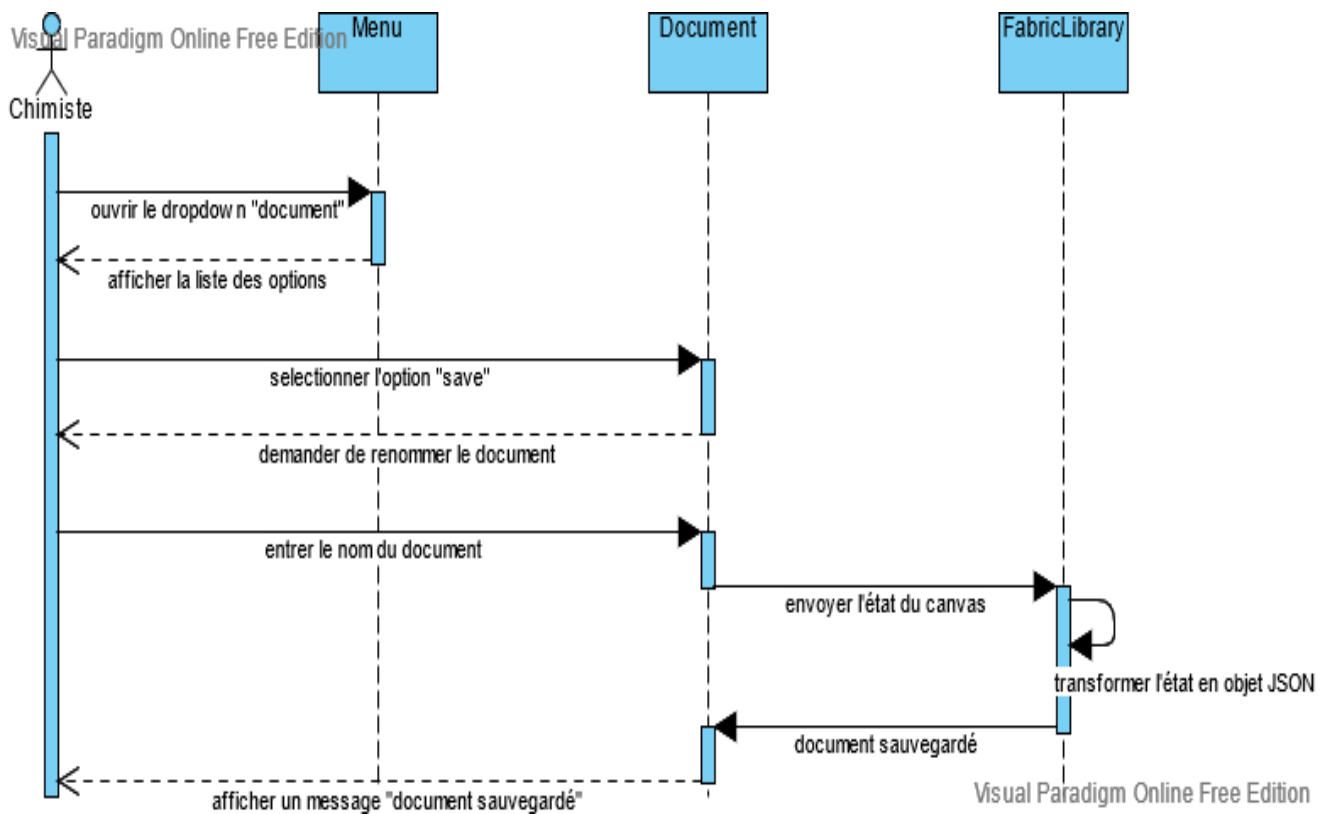 Visual Paradigm Online Free Edition
Menu
Document
FabricLibrary
Chimiste
ouvrir le dropdown "document"
afficher la liste des options
selectionner l'option "save"
demander de renommer le document
entrer le nom du document
envoyer l'état du canvas
transformer l'état en objet JSON
document sauvegardé
afficher un message "document sauvegardé"
Visual Paradigm Online Free Edition